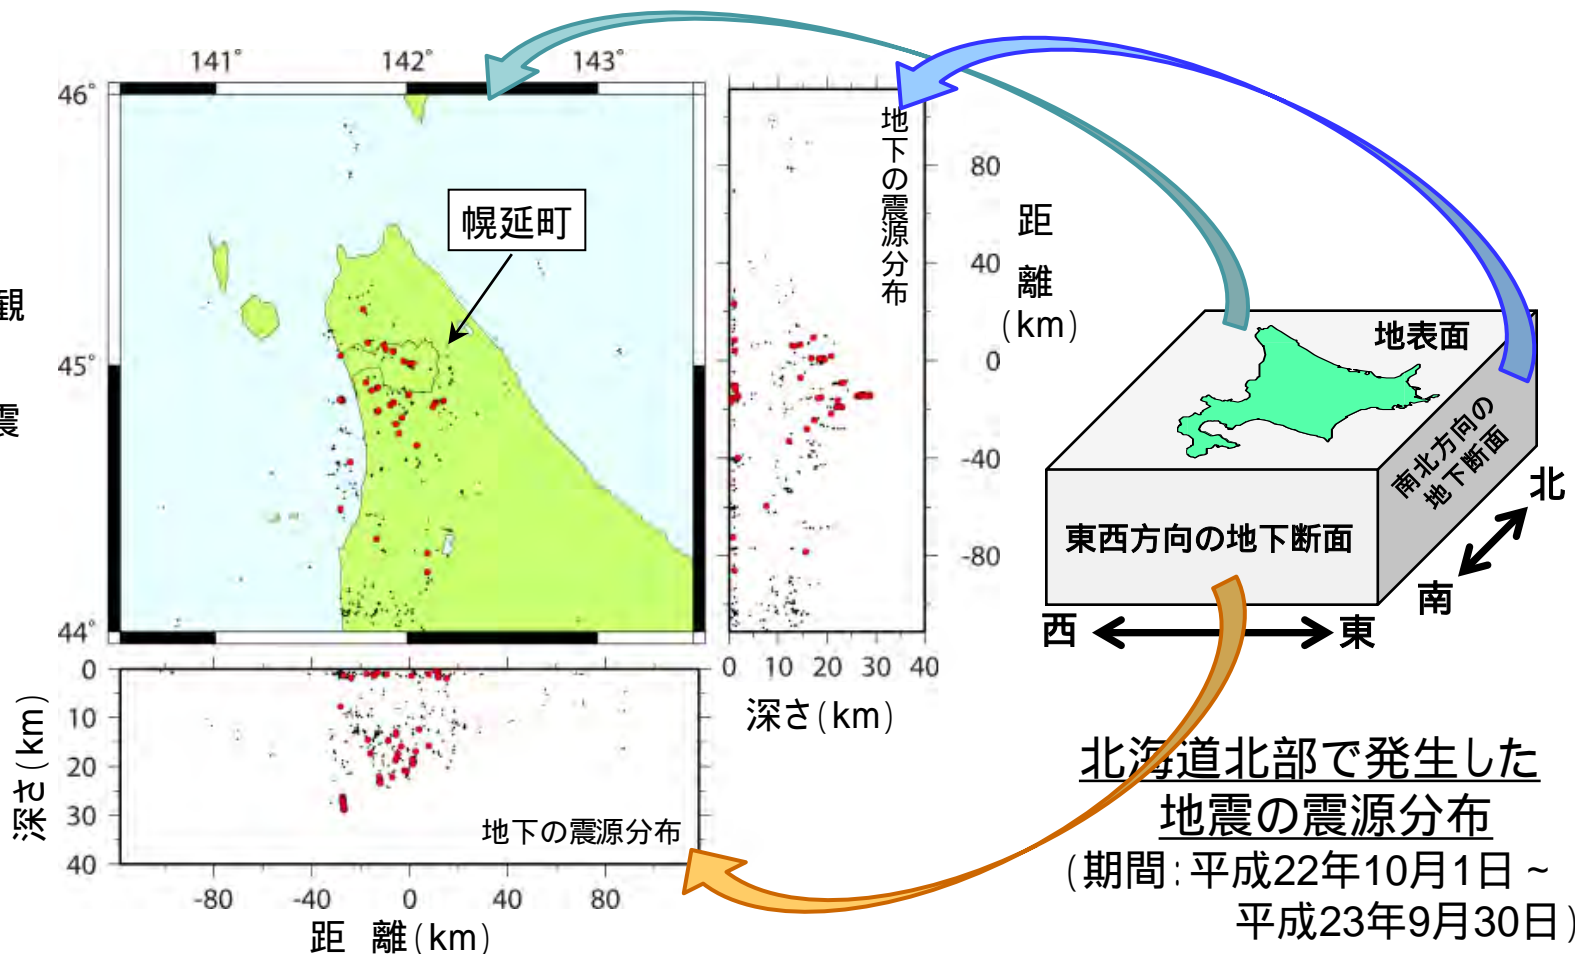 141°
142°
143°
46°
45°
44°
幌延町
観
震
地下の震源分布
80
40
0
-40
-80
距
離
(km)
0
10
20
30
40
深さ(km)
0
10
20
30
40
深さ(km)
地下の震源分布
-80
-40
0
40
80
距 離(km)
地表面
南北方向の
地下断面
東西方向の地下断面
北
南
西
東
北海道北部で発生した
地震の震源分布
(期間:平成22年10月1日~
平成23年9月30日)